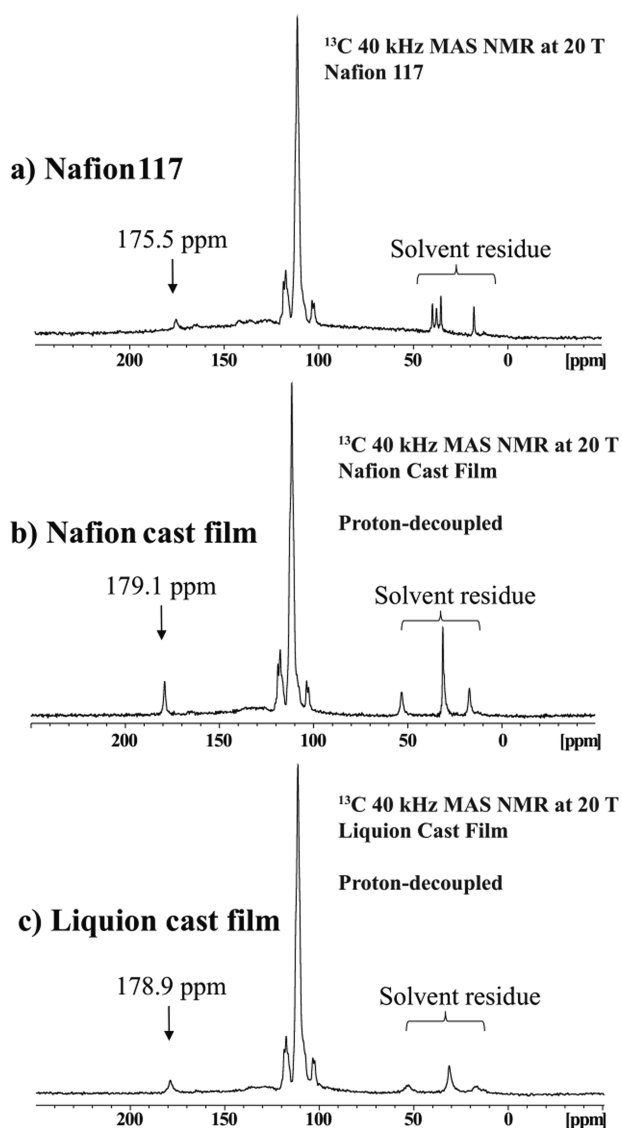 ¹³C 40 kHz MAS NMR at 20 T
Nafion 117
a) Nafion117
175.5 ppm
Solvent residue
200 150 100 50 0 [ppm]
¹³C 40 kHz MAS NMR at 20 T
Nafion Cast Film
Proton-decoupled
b) Nafion cast film
179.1 ppm
Solvent residue
200 150 100 50 0 [ppm]
¹³C 40 kHz MAS NMR at 20 T
Liquion Cast Film
Proton-decoupled
c) Liquion cast film
178.9 ppm
Solvent residue
200 150 100 50 0 [ppm]